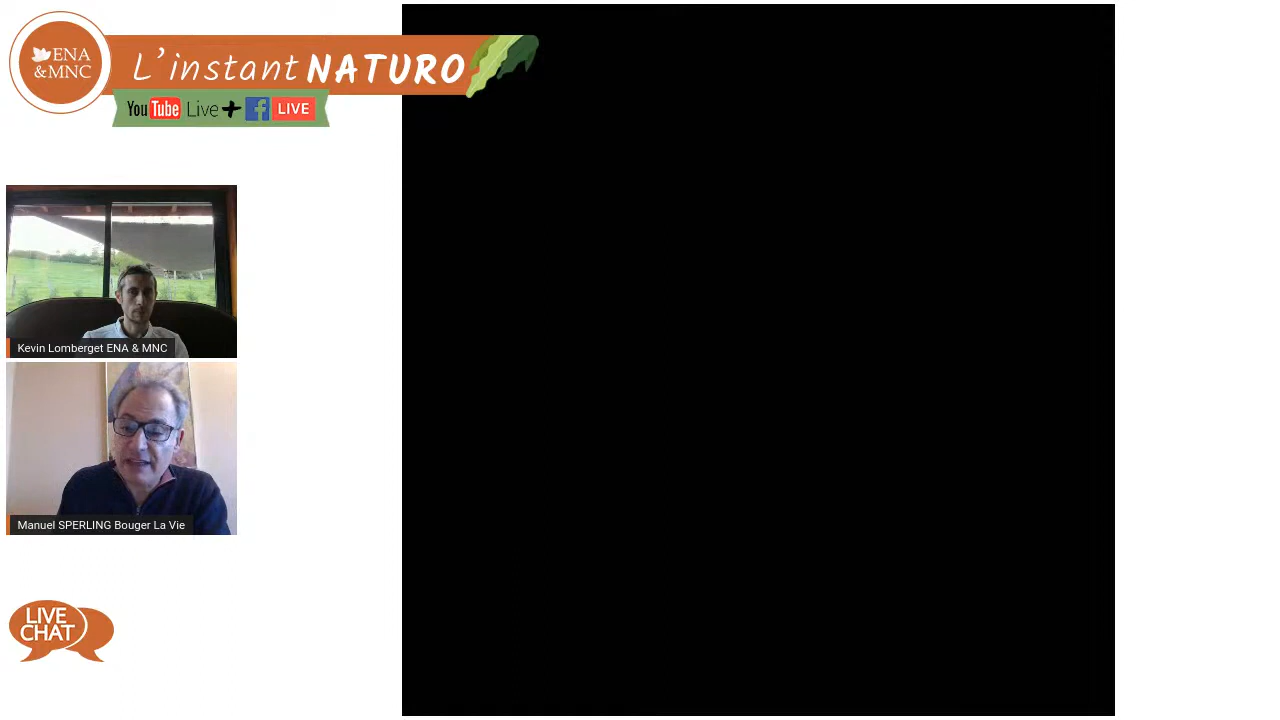 ENA
&MNC
L'instant NATURO
YouTube Live + f LIVE
Kevin Lomberget ENA & MNC
Manuel SPERLING Bouger La Vie
LIVE
CHAT